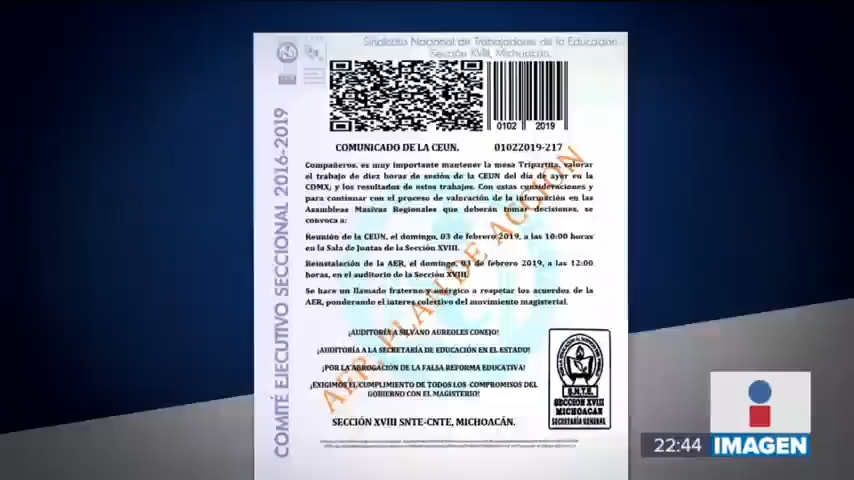 Sindicato Nacional de Trabajadores de la Educación
Sección XVIII, Michoacán.
0102 2019
COMITÉ EJECUTIVO SECCIONAL 2016-2019
COMUNICADO DE LA CEUN. 01022019-217
Compañeros, es muy importante mantener la mesa Tripartita, valorar
el trabajo de diez horas de sesión de la CEUN del día de ayer en la
CDMX; y los resultados de estos trabajos. Con estas consideraciones y
para continuar con el proceso de valoración de la información en las
Asambleas Masivas Regionales que deberán tomar decisiones, se
convoca a:
Reunión de la CEUN, el domingo, 03 de febrero 2019, a las 10:00 horas
en la Sala de Juntas de la Sección XVIII.
Reinstalación de la AER, el domingo, 03 de febrero 2019, a las 12:00
horas, en el auditorio de la Sección XVIII.
Se hace un llamado fraterno y enérgico a respetar los acuerdos de la
AER, ponderando el interes colectivo del movimiento magisterial.
AER, PLAN DE ACCIÓN
¡AUDITORÍA A SILVANO AUREOLES CONEJO!
¡AUDITORÍA A LA SECRETARÍA DE EDUCACIÓN EN EL ESTADO!
¡POR LA ABROGACIÓN DE LA FALSA REFORMA EDUCATIVA!
¡EXIGIMOS EL CUMPLIMIENTO DE TODOS LOS COMPROMISOS DEL
GOBIERNO CON EL MAGISTERIO!
SECCIÓN XVIII SNTE-CNTE, MICHOACÁN.
S.N.T.E.
SECCION XVIII
MICHOACAN
SECRETARÍA GENERAL
22:44 IMAGEN